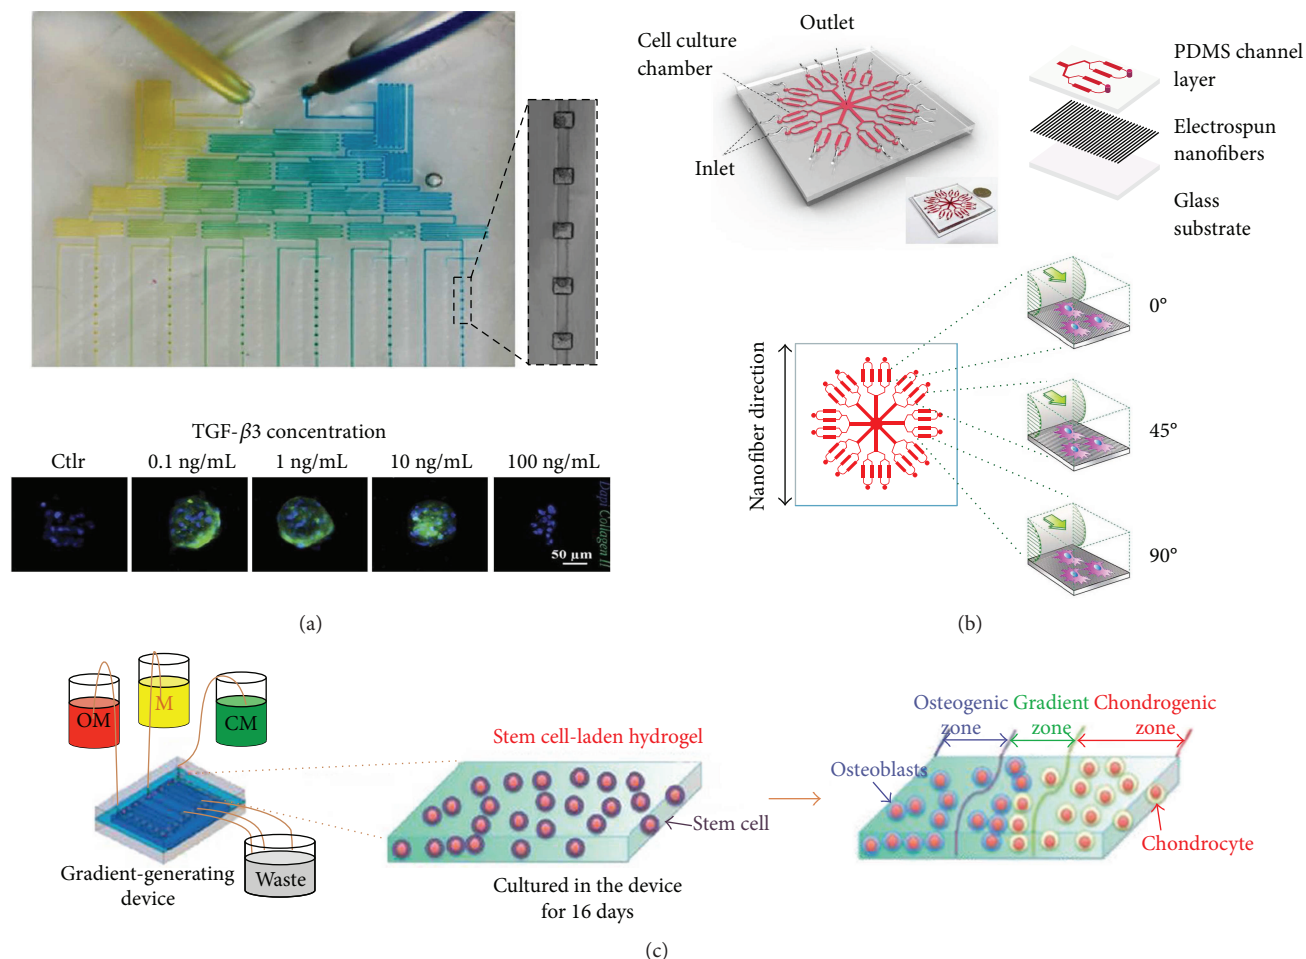 TGF-β3 concentration
Ctlr 0.1 ng/mL 1 ng/mL 10 ng/mL 100 ng/mL
Dapi Collagen II
50 μm
(a)
Outlet
Cell culture
chamber
Inlet
PDMS channel
layer
Electrospun
nanofibers
Glass
substrate
Nanofiber direction
0°
45°
90°
(b)
OM
M
CM
Waste
Gradient-generating
device
Stem cell-laden hydrogel
Stem cell
Cultured in the device
for 16 days
Osteogenic
zone
Gradient
zone
Chondrogenic
zone
Osteoblasts
Chondrocyte
(c)